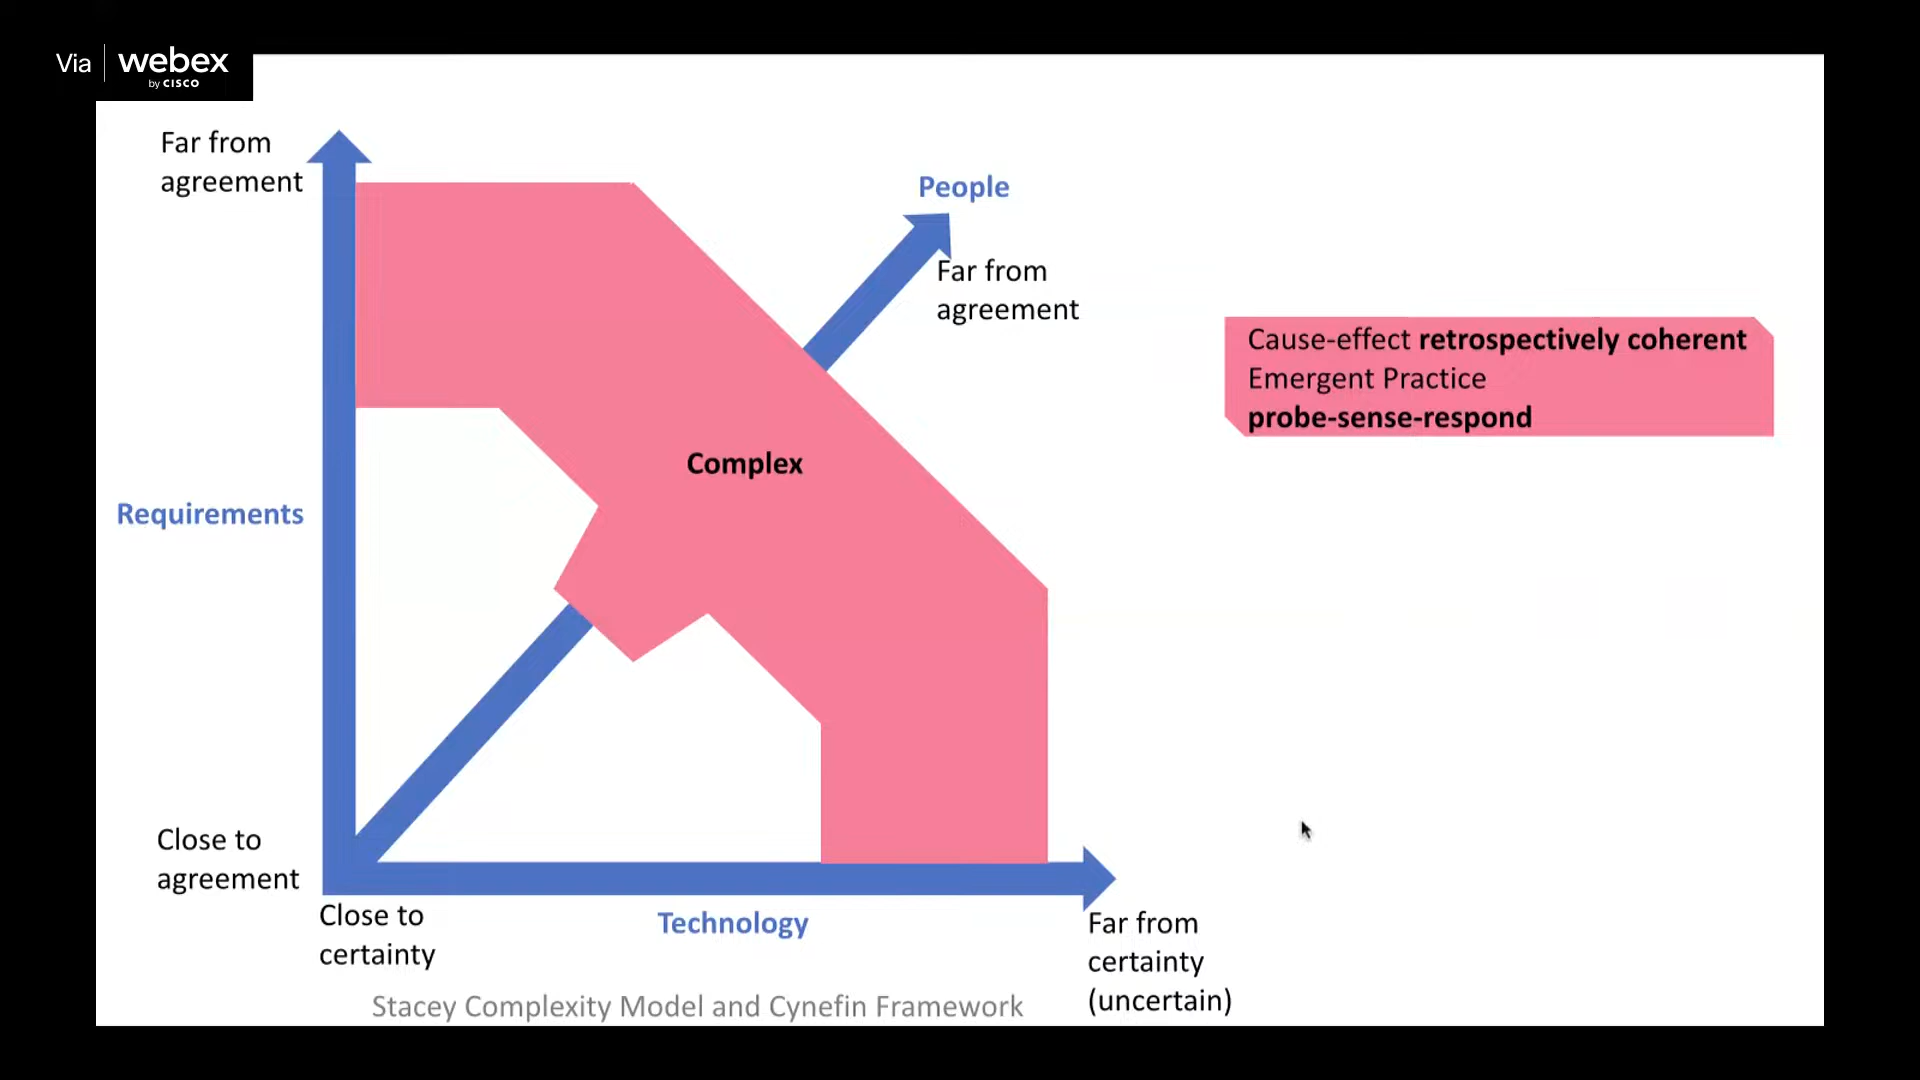 Via webex
by CISCO
Far from
agreement
People
Far from
agreement
Cause-effect retrospectively coherent
Emergent Practice
probe-sense-respond
Complex
Requirements
Close to
agreement
Close to
certainty
Technology
Far from
certainty
(uncertain)
Stacey Complexity Model and Cynefin Framework